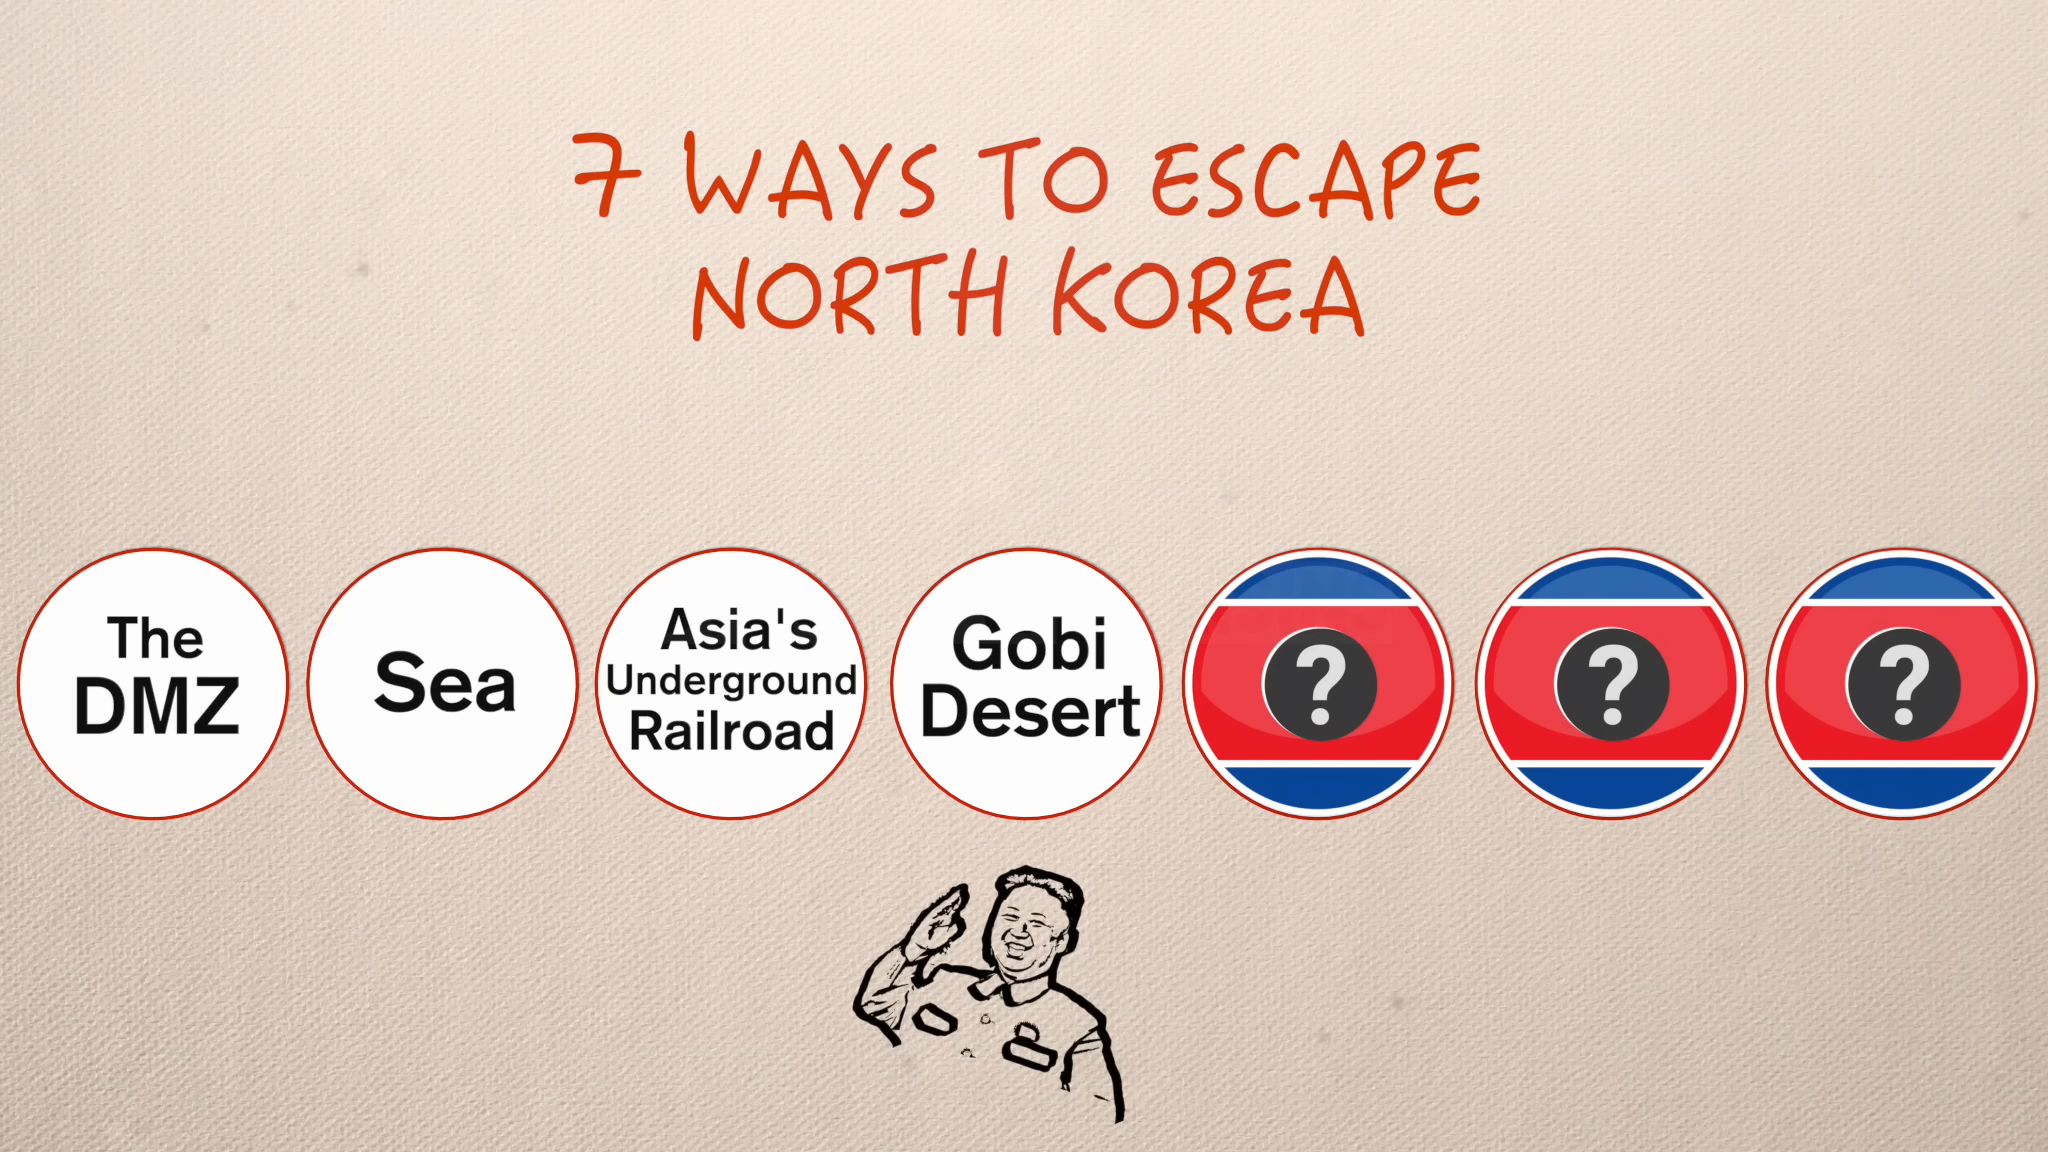 7 WAYS TO ESCAPE
NORTH KOREA
The
DMZ
Sea
Asia's
Underground
Railroad
Gobi
Desert
?
?
?